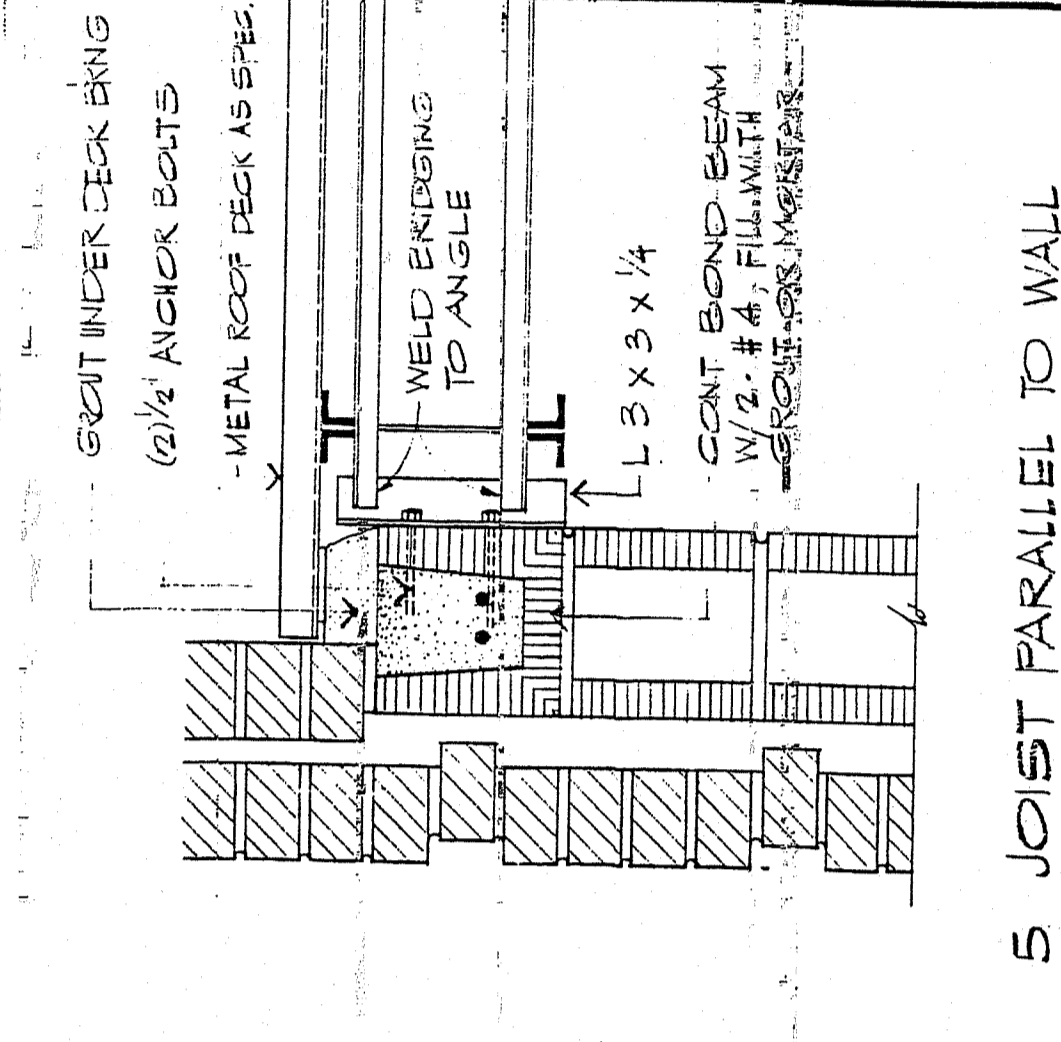 GROUT UNDER DECK BRNG
(2) 1/2" ANCHOR BOLTS
- METAL ROOF DECK AS SPEC.
WELD BRIDGING
TO ANGLE
L 3 X 3 X 1/4
CONT BOND BEAM
W/ 2 - #4, FILL WITH
GROUT OR MORTAR
5 JOIST PARALLEL TO WALL